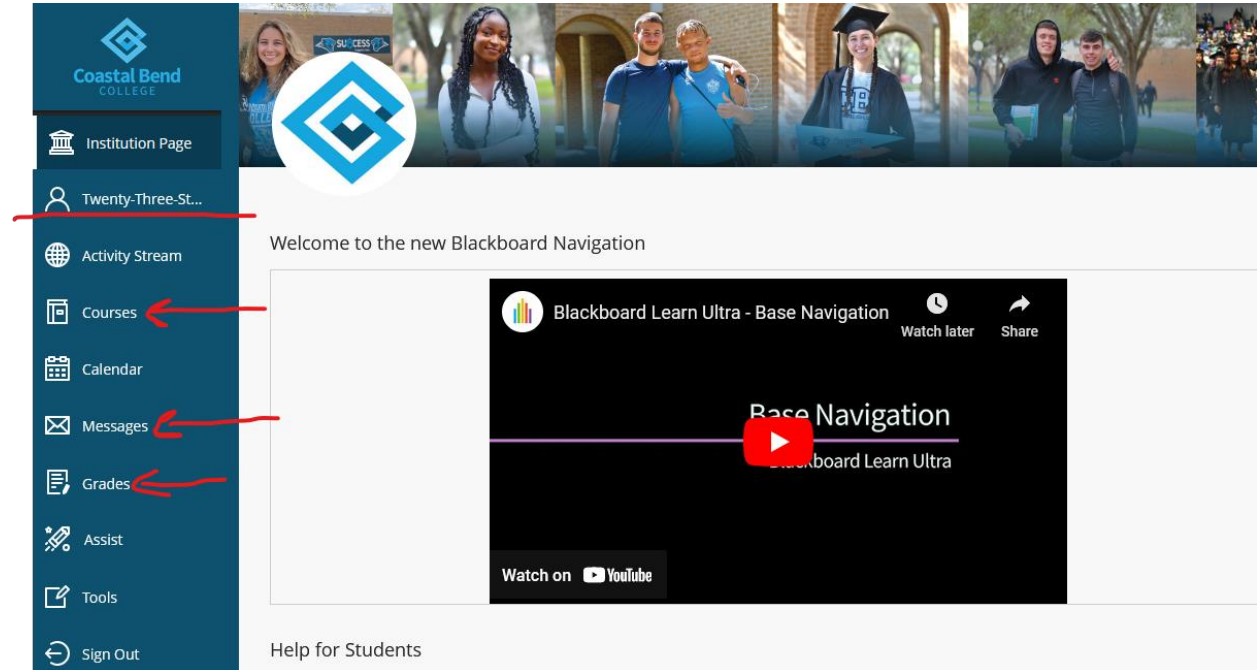 Coastal Bend
COLLEGE
SUCCESS
Institution Page
Twenty-Three-St...
Activity Stream
Courses
Calendar
Messages
Grades
Assist
Tools
Sign Out
Welcome to the new Blackboard Navigation
Blackboard Learn Ultra - Base Navigation
Watch later
Share
Base Navigation
Blackboard Learn Ultra
Watch on YouTube
Help for Students